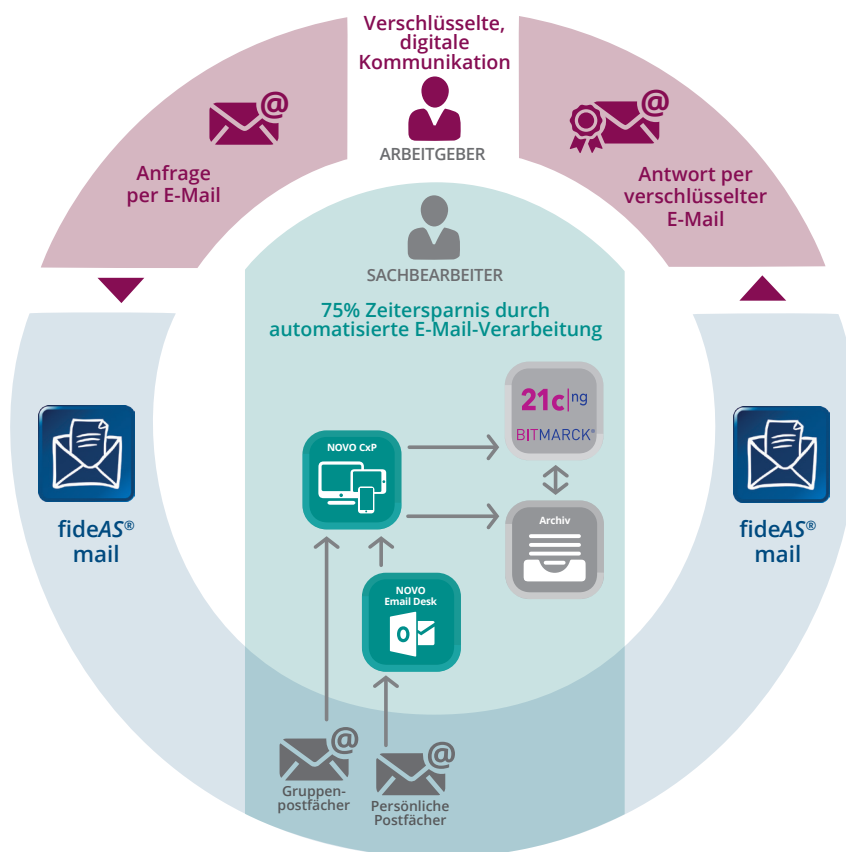 Verschlüsselte,
digitale
Kommunikation
@
@
ARBEITGEBER
Anfrage
per E-Mail
Antwort per
verschlüsselter
E-Mail
SACHBEARBEITER
75% Zeitersparnis durch
automatisierte E-Mail-Verarbeitung
21c|ng
BITMARCK®
NOVO CxP
fideAS®
mail
Archiv
fideAS®
mail
NOVO
Email Desk
O
@
@
Gruppen-
postfächer
Persönliche
Postfächer